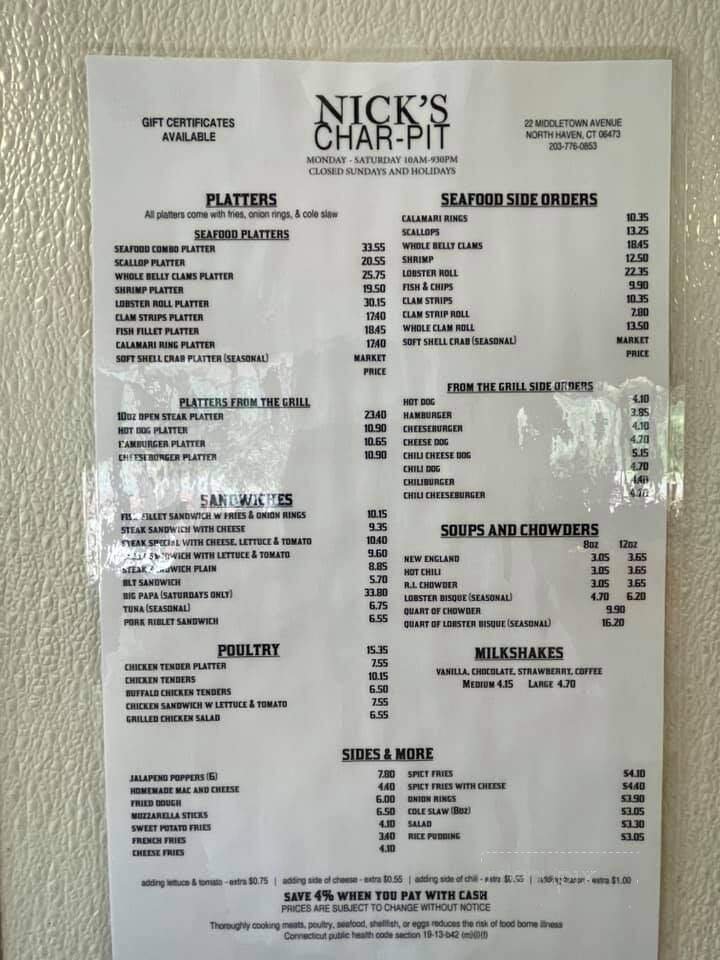 GIFT CERTIFICATES
AVAILABLE
NICK'S
CHAR-PIT
MONDAY - SATURDAY 10AM-930PM
CLOSED SUNDAYS AND HOLIDAYS
22 MIDDLETOWN AVENUE
NORTH HAVEN, CT 06473
203-776-0853
PLATTERS
All platters come with fries, onion rings, & cole slaw
SEAFOOD PLATTERS
SEAFOOD COMBO PLATTER 33.55
SCALLOP PLATTER 20.55
WHOLE BELLY CLAMS PLATTER 25.75
SHRIMP PLATTER 19.50
LOBSTER ROLL PLATTER 30.15
CLAM STRIPS PLATTER 17.40
FISH FILLET PLATTER 18.45
CALAMARI RING PLATTER 17.40
SOFT SHELL CRAB PLATTER (SEASONAL) MARKET
PRICE
PLATTERS FROM THE GRILL
10OZ OPEN STEAK PLATTER 23.40
HOT DOG PLATTER 10.90
HAMBURGER PLATTER 10.65
CHEESEBURGER PLATTER 10.90
SANDWICHES
FISH FILLET SANDWICH W FRIES & ONION RINGS 10.15
STEAK SANDWICH WITH CHEESE 9.35
STEAK SPECIAL WITH CHEESE, LETTUCE & TOMATO 10.40
SANDWICH WITH LETTUCE & TOMATO 9.60
STEAK SANDWICH PLAIN 8.85
BLT SANDWICH 5.70
BIG PAPA (SATURDAYS ONLY) 33.80
TUNA (SEASONAL) 6.75
PORK RIBLET SANDWICH 6.55
POULTRY 15.35
CHICKEN TENDER PLATTER 7.55
CHICKEN TENDERS 10.15
BUFFALO CHICKEN TENDERS 6.50
CHICKEN SANDWICH W LETTUCE & TOMATO 7.55
GRILLED CHICKEN SALAD 6.55
SEAFOOD SIDE ORDERS
CALAMARI RINGS 10.35
SCALLOPS 13.25
WHOLE BELLY CLAMS 18.45
SHRIMP 12.50
LOBSTER ROLL 22.35
FISH & CHIPS 9.90
CLAM STRIPS 10.35
CLAM STRIP ROLL 7.80
WHOLE CLAM ROLL 13.50
SOFT SHELL CRAB (SEASONAL) MARKET
PRICE
FROM THE GRILL SIDE ORDERS
HOT DOG 4.10
HAMBURGER 3.85
CHEESEBURGER 4.10
CHEESE DOG 4.70
CHILI CHEESE DOG 5.15
CHILI DOG 4.70
CHILIBURGER 4.40
CHILI CHEESEBURGER 4.70
SOUPS AND CHOWDERS
8OZ 12OZ
NEW ENGLAND 3.05 3.65
HOT CHILI 3.05 3.65
R.I. CHOWDER 3.05 3.65
LOBSTER BISQUE (SEASONAL) 4.70 6.20
QUART OF CHOWDER 9.90
QUART OF LOBSTER BISQUE (SEASONAL) 16.20
MILKSHAKES
VANILLA, CHOCOLATE, STRAWBERRY, COFFEE
MEDIUM 4.15 LARGE 4.70
SIDES & MORE
JALAPENO POPPERS (6) 7.80
HOMEMADE MAC AND CHEESE 4.40
FRIED DOUGH 6.00
MOZZARELLA STICKS 6.50
SWEET POTATO FRIES 4.10
FRENCH FRIES 3.40
CHEESE FRIES 4.10
SPICY FRIES $4.10
SPICY FRIES WITH CHEESE $4.40
ONION RINGS $3.90
COLE SLAW (8OZ) $3.05
SALAD $3.30
RICE PUDDING $3.05
adding lettuce & tomato - extra $0.75 | adding side of cheese - extra $0.55 | adding side of chili - extra $0.55 | adding bacon - extra $1.00
SAVE 4% WHEN YOU PAY WITH CASH
PRICES ARE SUBJECT TO CHANGE WITHOUT NOTICE
Thoroughly cooking meats, poultry, seafood, shellfish, or eggs reduces the risk of food borne illness
Connecticut public health code section 19-13-b42 (m)(l)(f)